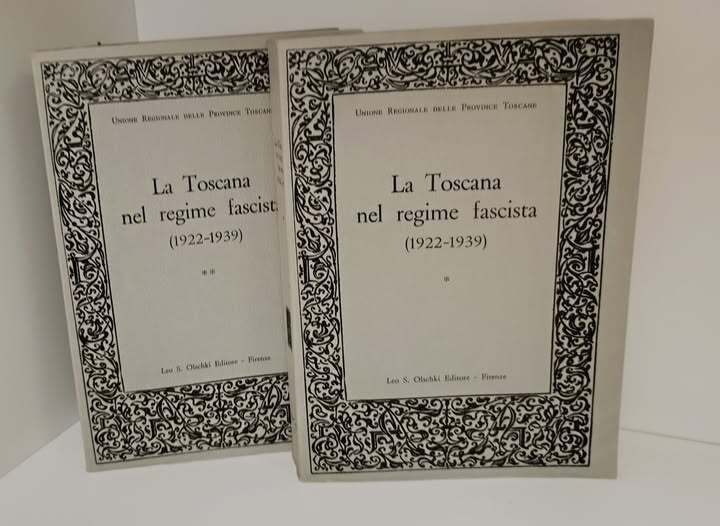 Unione Regionale delle Province Toscane
La Toscana
nel regime fascista
(1922-1939)
**
Leo S. Olschki Editore - Firenze
Unione Regionale delle Province Toscane
La Toscana
nel regime fascista
(1922-1939)
*
Leo S. Olschki Editore - Firenze